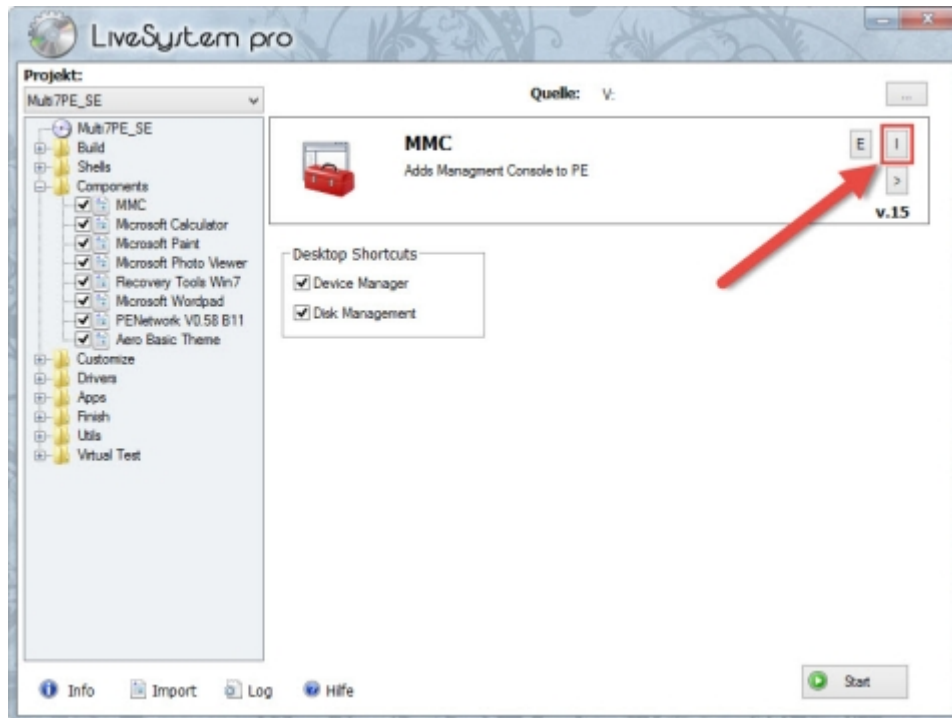 LiveSystem pro
Projekt:
Multi7PE_SE
Quelle: V:
...
Multi7PE_SE
Build
Shells
Components
MMC
Microsoft Calculator
Microsoft Paint
Microsoft Photo Viewer
Recovery Tools Win7
Microsoft Wordpad
PENetwork V0.58 B11
Aero Basic Theme
Customize
Drivers
Apps
Finish
Utils
Virtual Test
MMC
Adds Managment Console to PE
E I
>
v.15
Desktop Shortcuts
Device Manager
Disk Management
Info Import Log Hilfe
Start